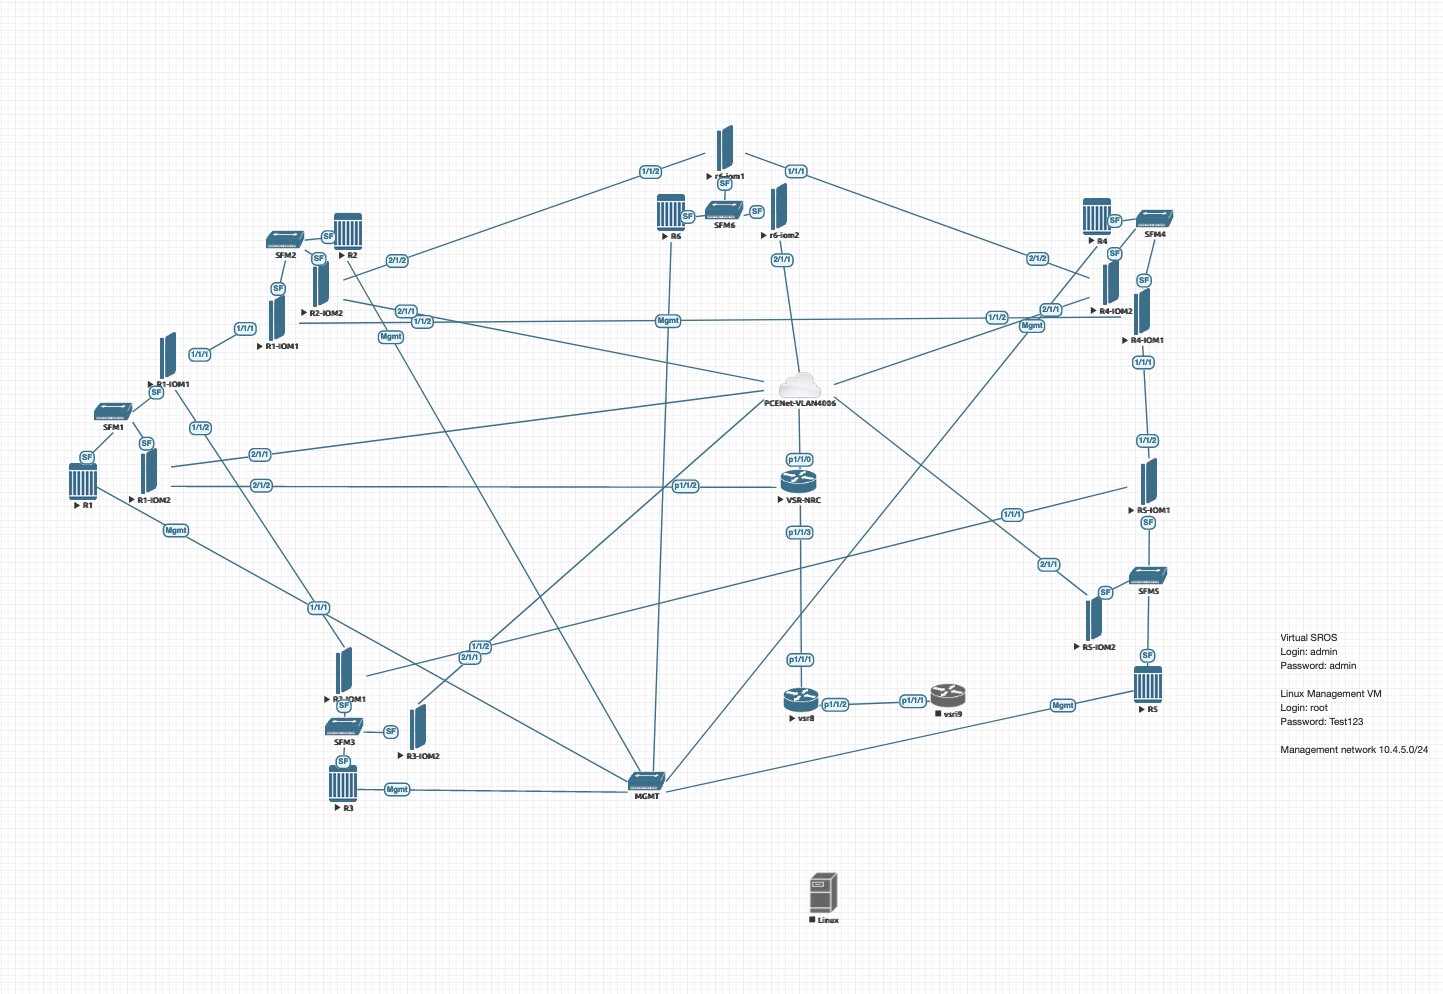 r6-iom1
1/1/2
1/1/1
SF
R6
SF
SFM6
SF
r6-iom2
2/1/1
SFM2
SF
R2
SF
2/1/2
SF
R2-IOM2
2/1/1
1/1/2
R1-IOM1
1/1/1
Mgmt
Mgmt
R4
SF
SFM4
SF
2/1/2
SF
R4-IOM2
2/1/1
1/1/2
Mgmt
R4-IOM1
1/1/1
1/1/1
R1-IOM1
SF
SFM1
1/1/2
SF
SF
R1
R1-IOM2
2/1/1
2/1/2
Mgmt
PCENet-VLAN4006
p1/1/0
p1/1/2
VSR-NRC
p1/1/3
1/1/2
R5-IOM1
1/1/1
SF
2/1/1
SFM5
SF
R5-IOM2
SF
R5
Mgmt
1/1/1
1/1/2
2/1/1
R3-IOM1
SF
SFM3
SF
R3-IOM2
SF
R3
Mgmt
MGMT
p1/1/1
vsr8
p1/1/2
p1/1/1
vsri9
Linux
Virtual SROS
Login: admin
Password: admin
Linux Management VM
Login: root
Password: Test123
Management network 10.4.5.0/24